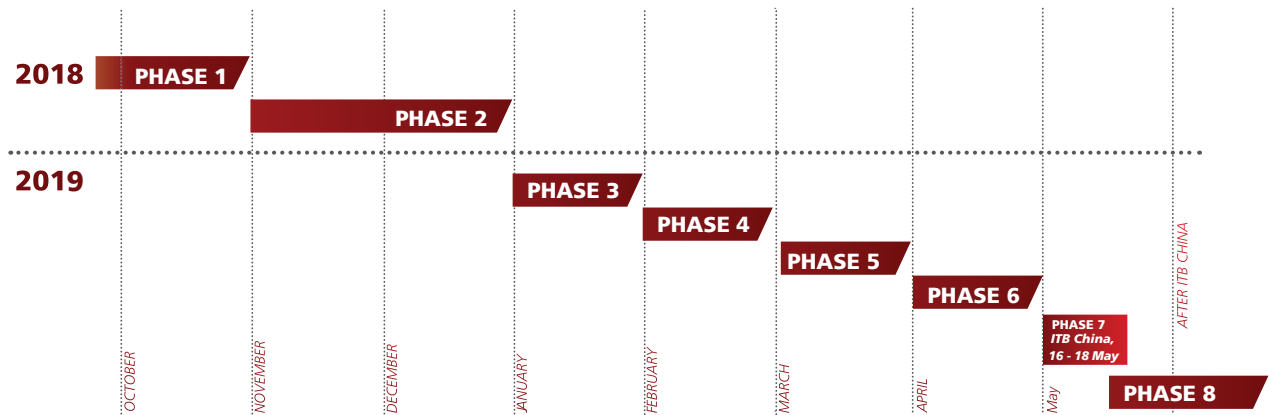 2018
PHASE 1
PHASE 2
2019
PHASE 3
PHASE 4
PHASE 5
PHASE 6
PHASE 7
ITB China,
16 - 18 May
PHASE 8
OCTOBER
NOVEMBER
DECEMBER
JANUARY
FEBRUARY
MARCH
APRIL
May
AFTER ITB CHINA